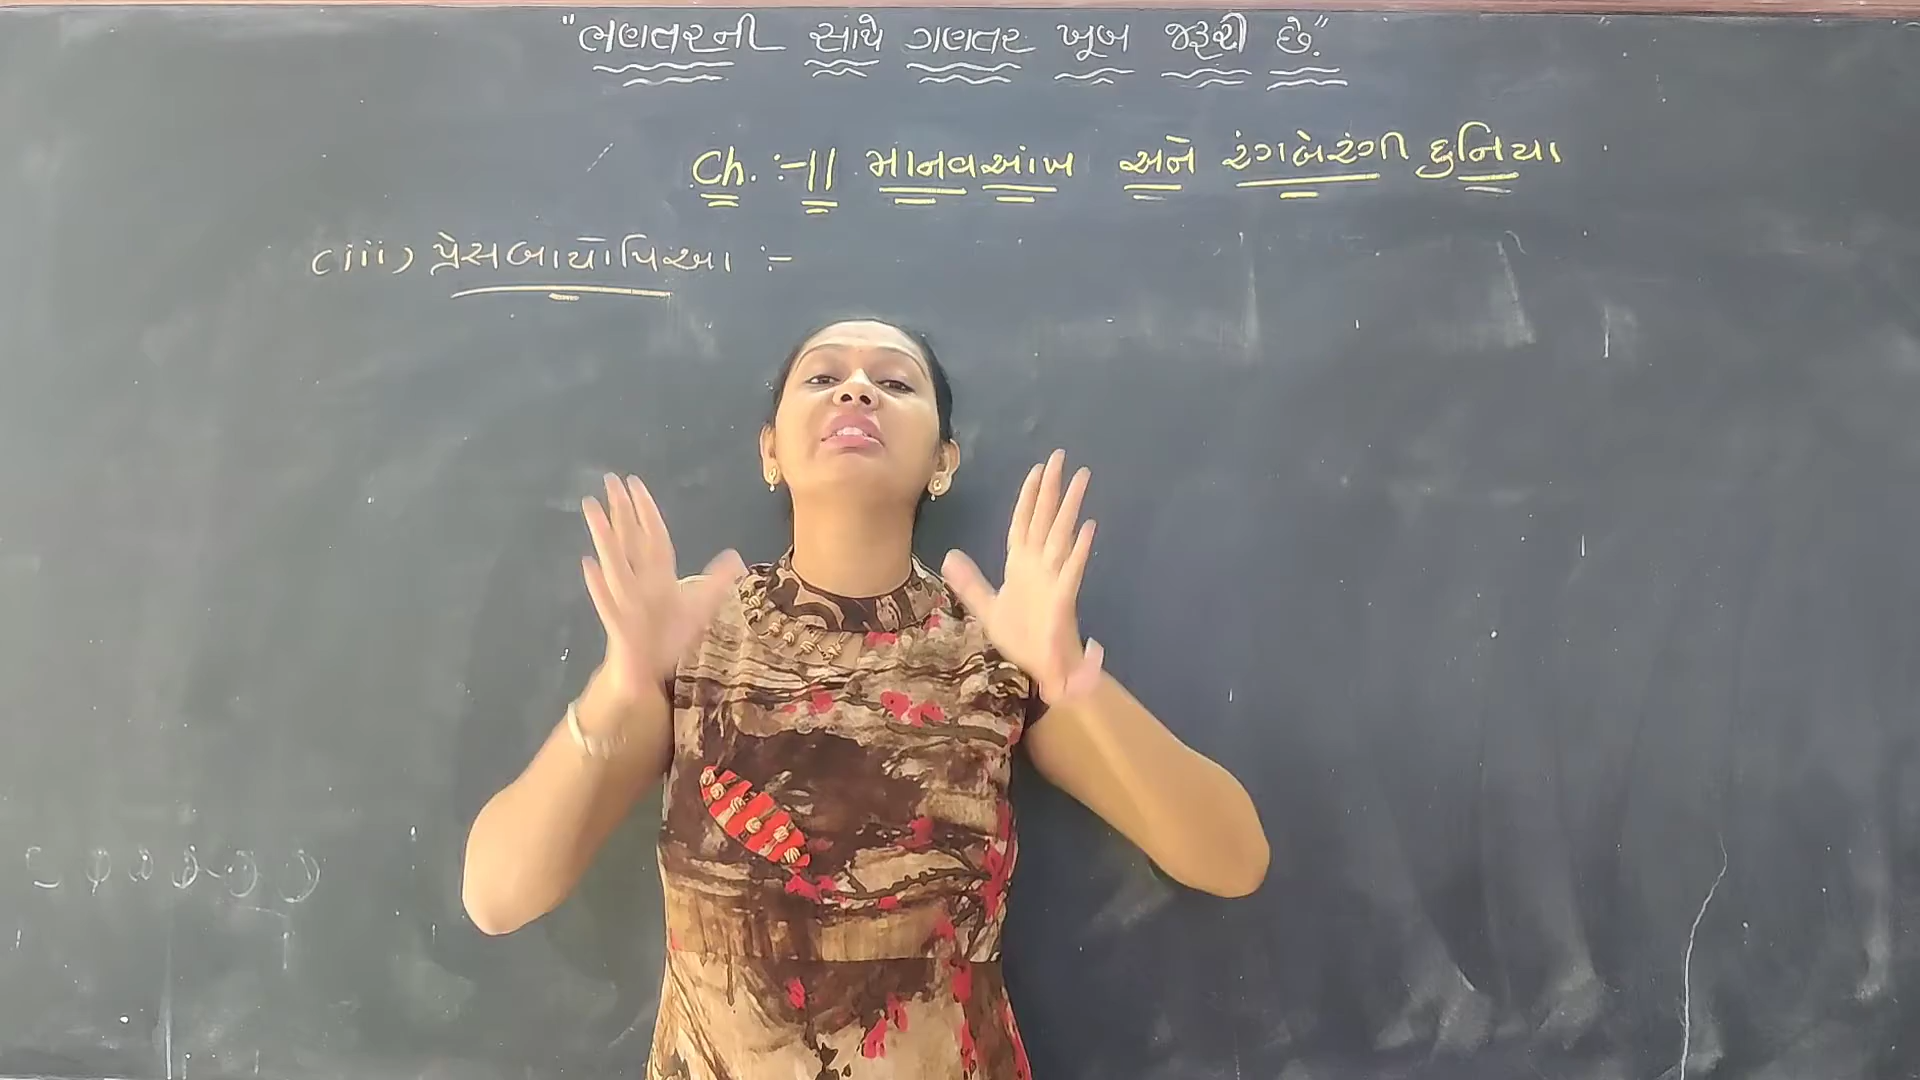 "ભણતરની સાથે ગણતર ખૂબ જરૂરી છે."
Ch. :- 11 માનવઆંખ અને રંગબેરંગી દુનિયા
(iii) પ્રેસબાયોપિઆ :-